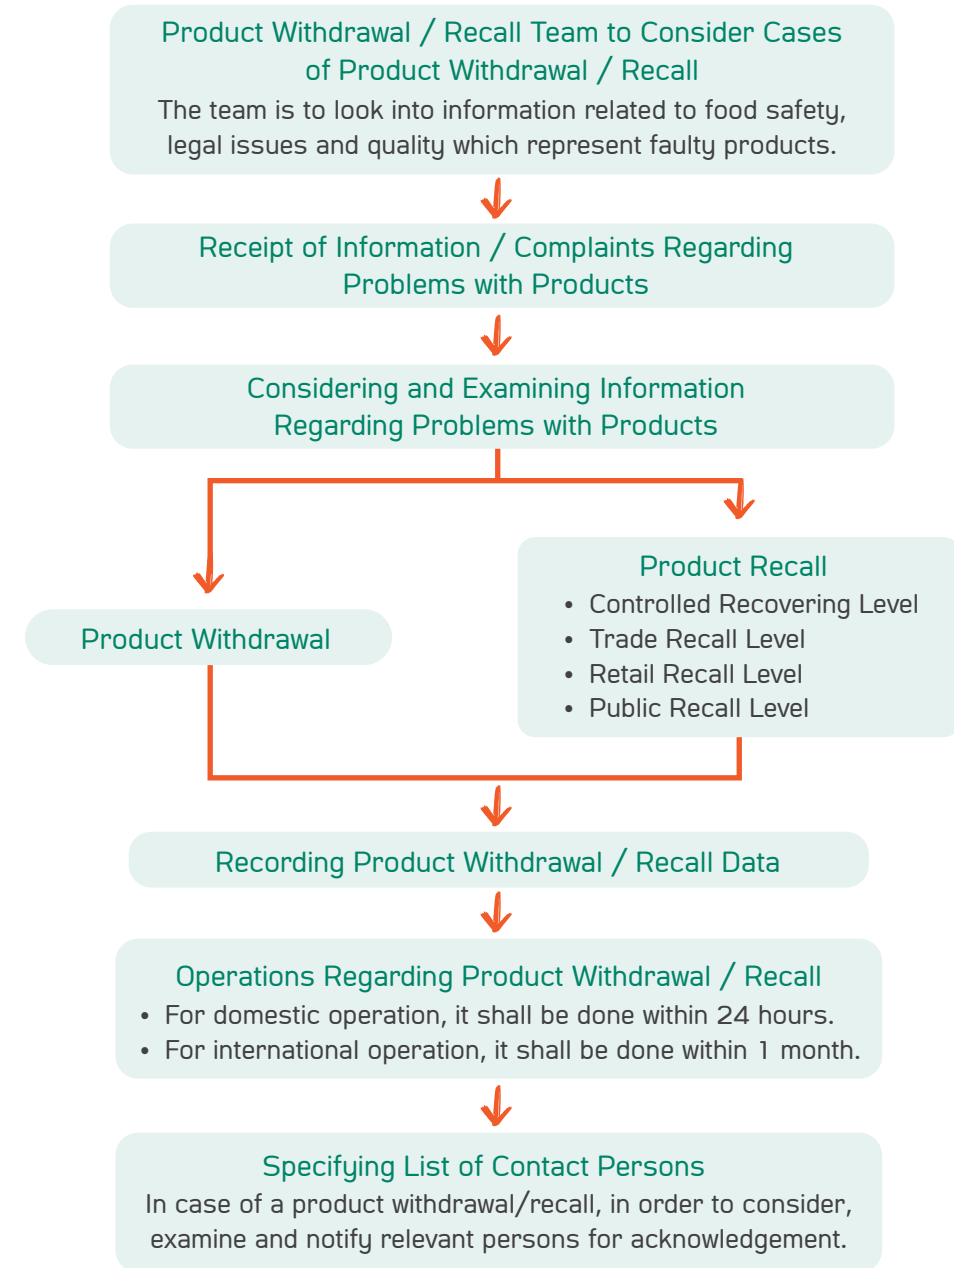 Product Withdrawal / Recall Team to Consider Cases
of Product Withdrawal / Recall
The team is to look into information related to food safety,
legal issues and quality which represent faulty products.
Receipt of Information / Complaints Regarding
Problems with Products
Considering and Examining Information
Regarding Problems with Products
Product Withdrawal
Product Recall
• Controlled Recovering Level
• Trade Recall Level
• Retail Recall Level
• Public Recall Level
Recording Product Withdrawal / Recall Data
Operations Regarding Product Withdrawal / Recall
• For domestic operation, it shall be done within 24 hours.
• For international operation, it shall be done within 1 month.
Specifying List of Contact Persons
In case of a product withdrawal/recall, in order to consider,
examine and notify relevant persons for acknowledgement.